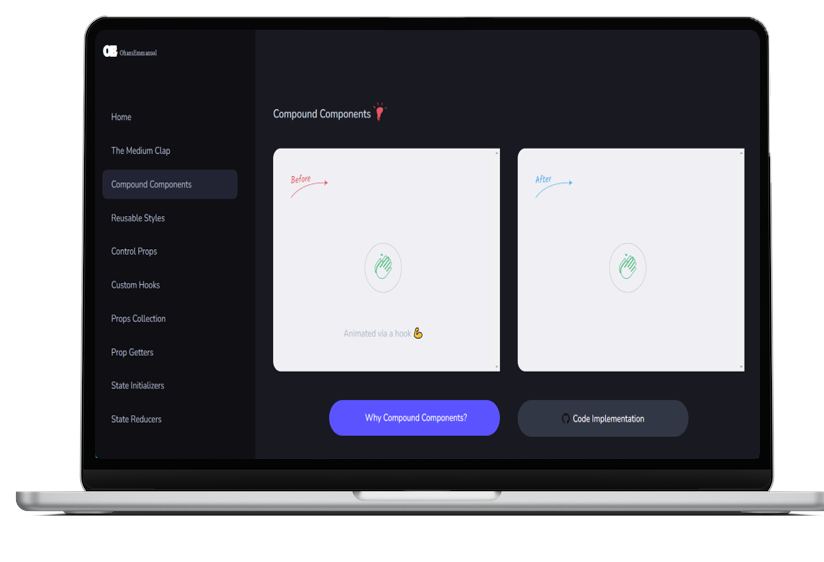 OhansEmmanuel
Home
The Medium Clap
Compound Components
Reusable Styles
Control Props
Custom Hooks
Props Collection
Prop Getters
State Initializers
State Reducers
Compound Components
Before
Animated via a hook 💪
After
Why Compound Components?
Code Implementation